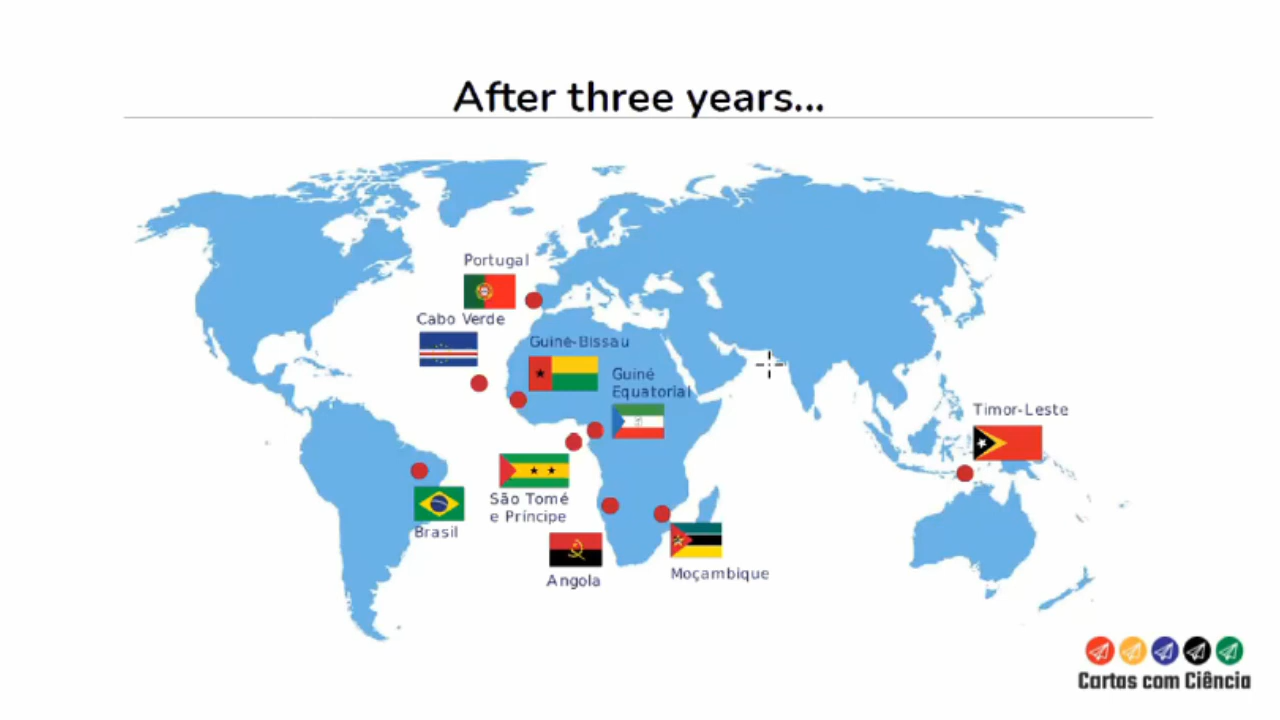 After three years...
Portugal
Cabo Verde
Guiné-Bissau
Guiné
Equatorial
Timor-Leste
São Tomé
e Príncipe
Brasil
Angola
Moçambique
Cartas com Ciência